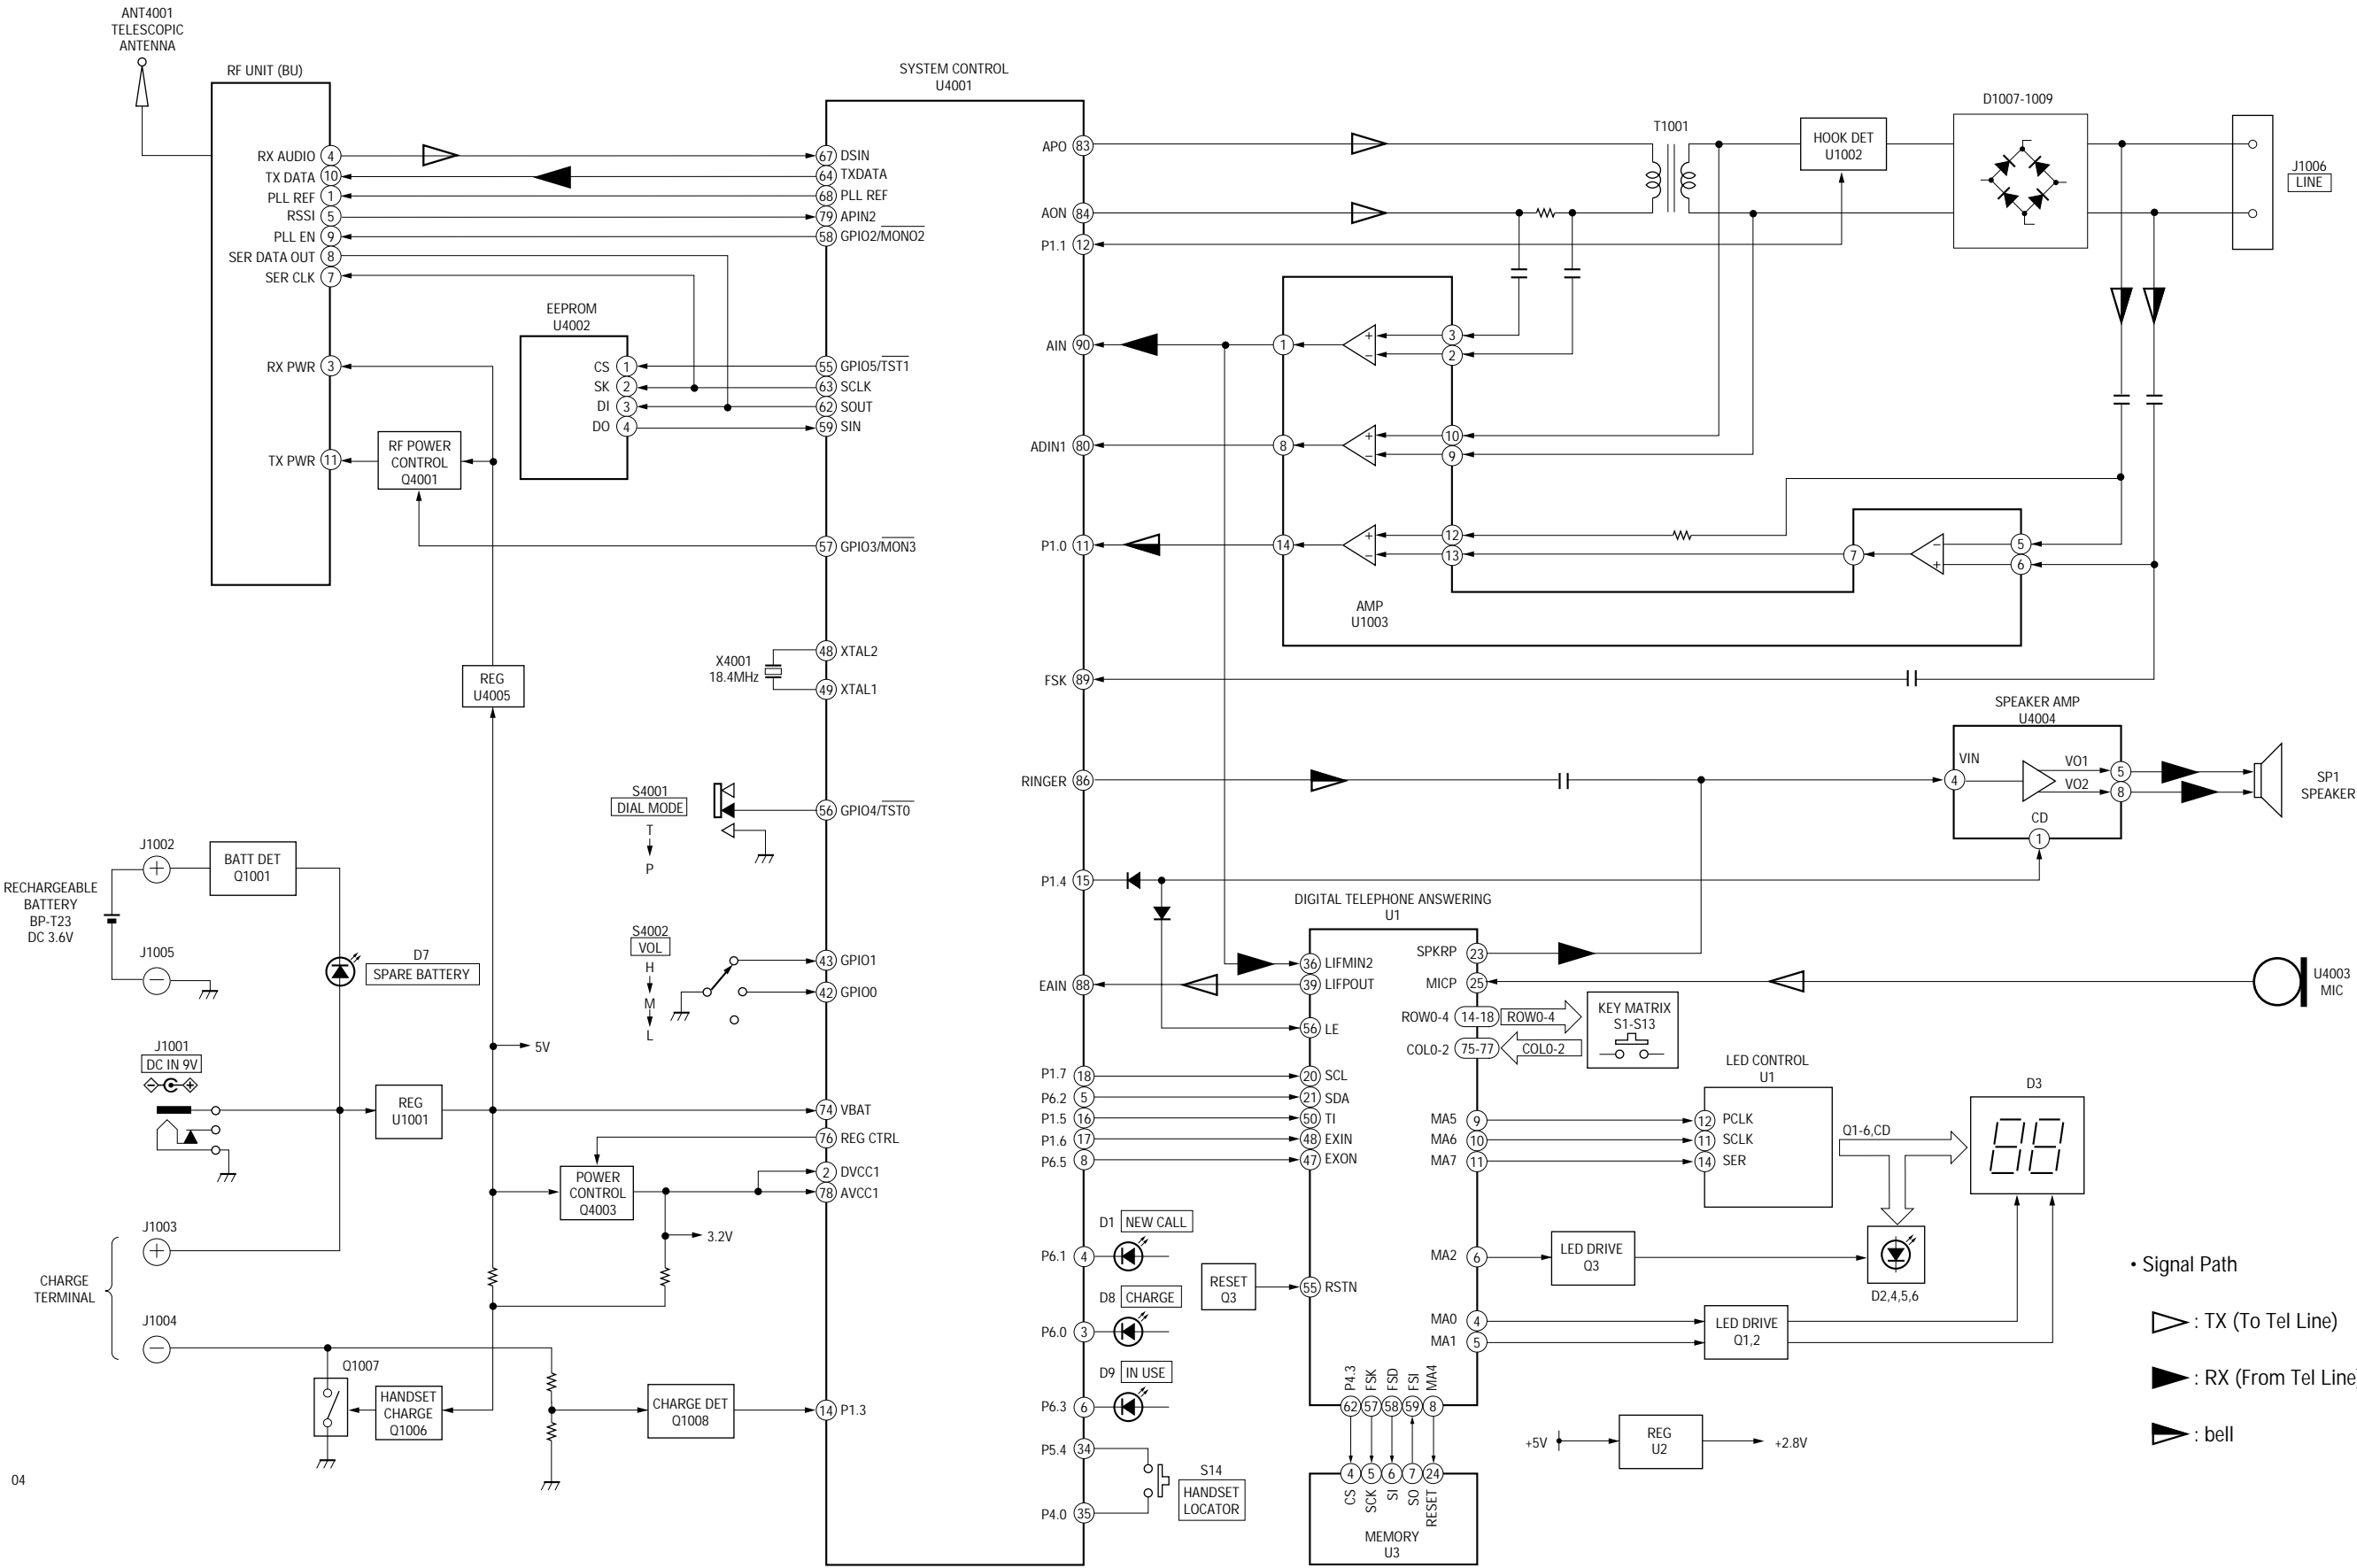 ANT4001
TELESCOPIC
ANTENNA
RF UNIT (BU)
RX AUDIO 4
TX DATA 10
PLL REF 1
RSSI 5
PLL EN 9
SER DATA OUT 8
SER CLK 7
RX PWR 3
TX PWR 11
RF POWER
CONTROL
Q4001
EEPROM
U4002
CS 1
SK 2
DI 3
DO 4
SYSTEM CONTROL
U4001
67 DSIN
64 TXDATA
68 PLL REF
79 APIN2
58 GPIO2/MONO2
55 GPIO5/TST1
63 SCLK
62 SOUT
59 SIN
57 GPIO3/MON3
48 XTAL2
49 XTAL1
X4001
18.4MHz
REG
U4005
S4001
DIAL MODE
T
P
56 GPIO4/TST0
S4002
VOL
H
M
L
43 GPIO1
42 GPIO0
RECHARGEABLE
BATTERY
BP-T23
DC 3.6V
J1002
+
BATT DET
Q1001
J1005
−
D7
SPARE BATTERY
J1001
DC IN 9V
REG
U1001
5V
74 VBAT
76 REG CTRL
2 DVCC1
78 AVCC1
POWER
CONTROL
Q4003
3.2V
CHARGE
TERMINAL
J1003
+
J1004
−
Q1007
HANDSET
CHARGE
Q1006
CHARGE DET
Q1008
14 P1.3
APO 83
AON 84
P1.1 12
AIN 90
ADIN1 80
P1.0 11
FSK 89
RINGER 86
P1.4 15
EAIN 88
P1.7 18
P6.2 5
P1.5 16
P1.6 17
P6.5 8
P6.1 4
P6.0 3
P6.3 6
P5.4 34
P4.0 35
T1001
HOOK DET
U1002
D1007-1009
J1006
LINE
1
+
−
3
2
8
+
−
10
9
14
+
−
12
13
7
−
+
5
6
AMP
U1003
SPEAKER AMP
U4004
VIN
4
VO1
5
VO2
8
CD
1
SP1
SPEAKER
DIGITAL TELEPHONE ANSWERING
U1
36 LIFMIN2
39 LIFPOUT
56 LE
20 SCL
21 SDA
50 TI
48 EXIN
47 EXON
55 RSTN
SPKRP 23
MICP 25
ROW0-4 14-18 ROW0-4
COL0-2 75-77 COL0-2
KEY MATRIX
S1-S13
U4003
MIC
MA5 9
MA6 10
MA7 11
MA2 6
MA0 4
MA1 5
LED CONTROL
U1
12 PCLK
11 SCLK
14 SER
Q1-6,CD
D3
LED DRIVE
Q3
D2,4,5,6
LED DRIVE
Q1,2
D1 NEW CALL
D8 CHARGE
D9 IN USE
RESET
Q3
S14
HANDSET
LOCATOR
P4.3 FSK FSD FSI MA4
62 57 58 59 8
4 5 6 7 24
CS SCK SI SO RESET
MEMORY
U3
+5V
REG
U2
+2.8V
• Signal Path
: TX (To Tel Line)
: RX (From Tel Line)
: bell
04